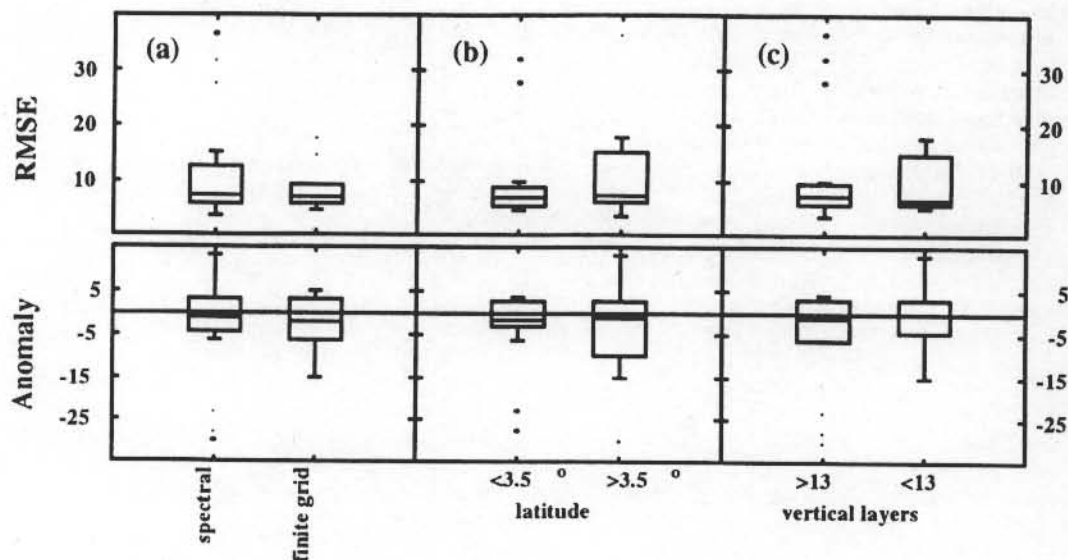 (a)
(b)
(c)
RMSE
30
20
10
30
20
10
Anomaly
5
-5
-15
-25
5
-5
-15
-25
spectral
finite grid
<3.5 °
>3.5 °
latitude
>13
<13
vertical layers